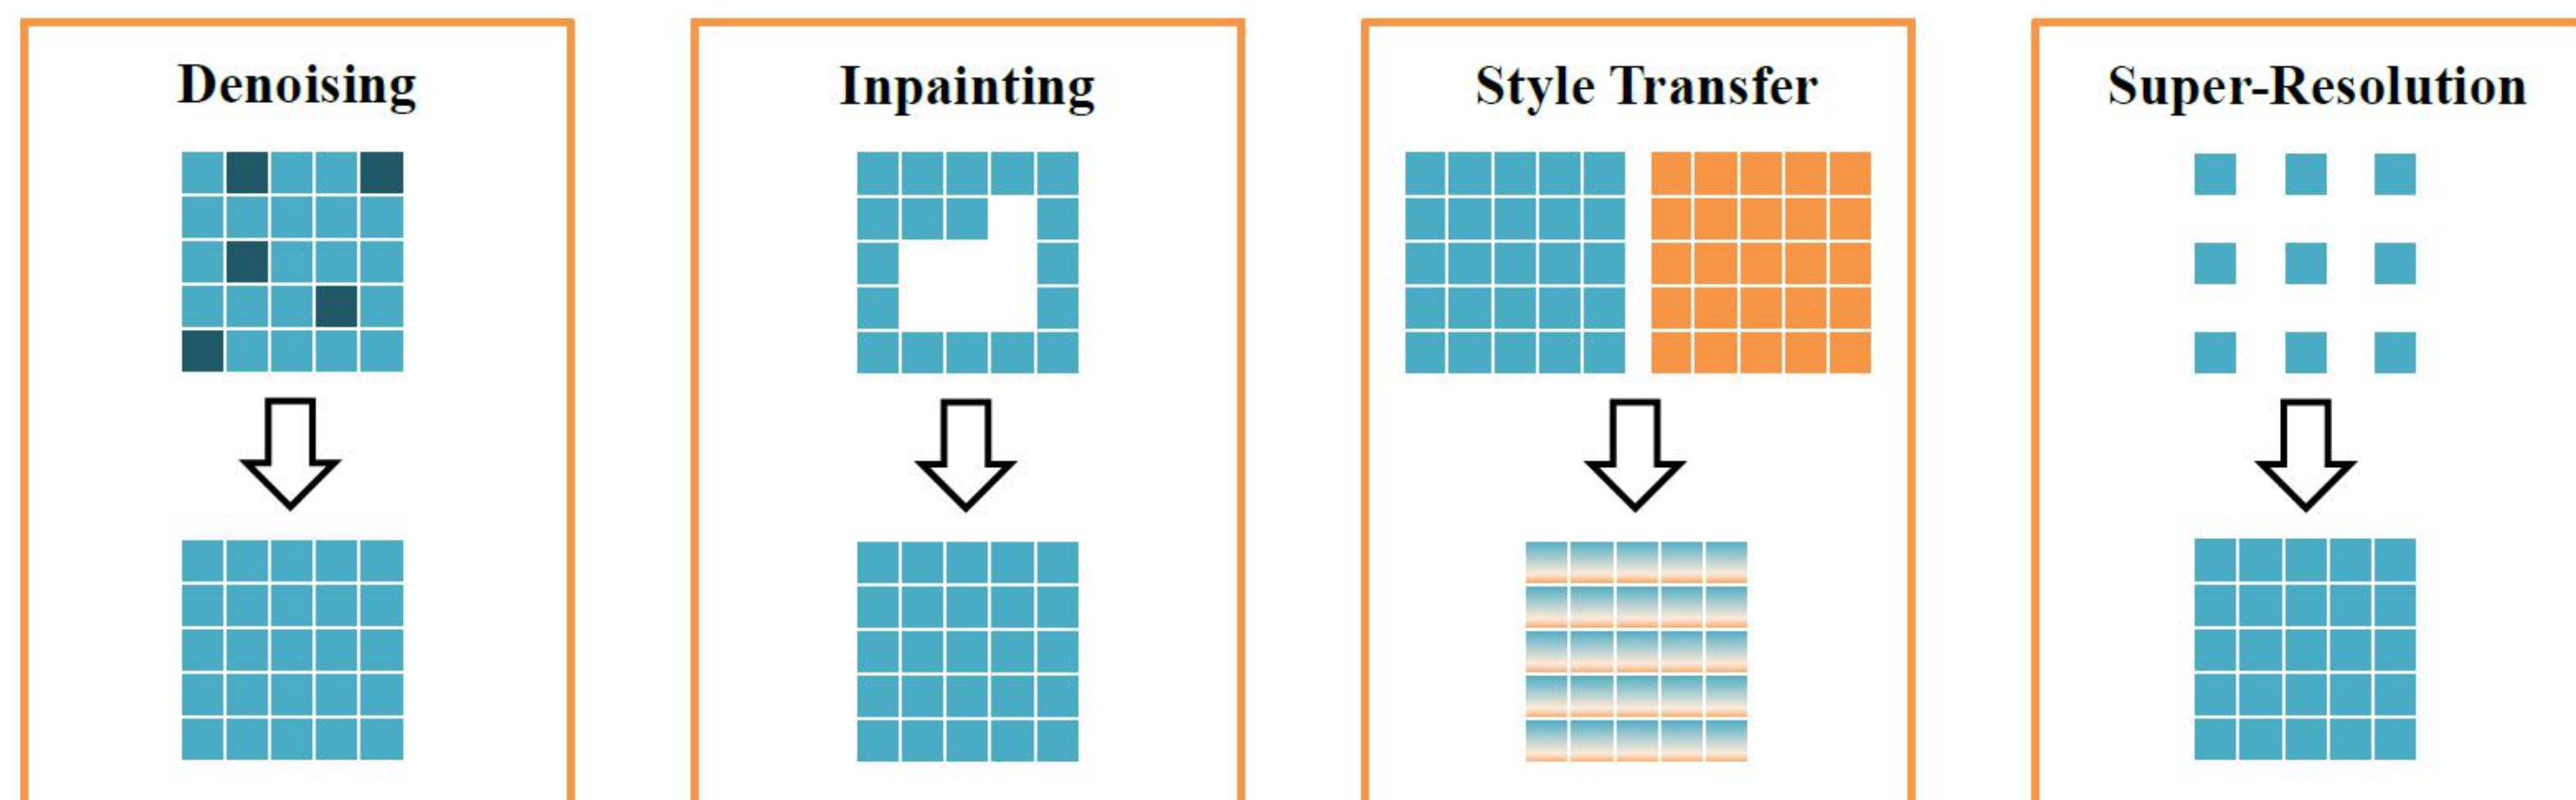 Denoising
Inpainting
Style Transfer
Super-Resolution